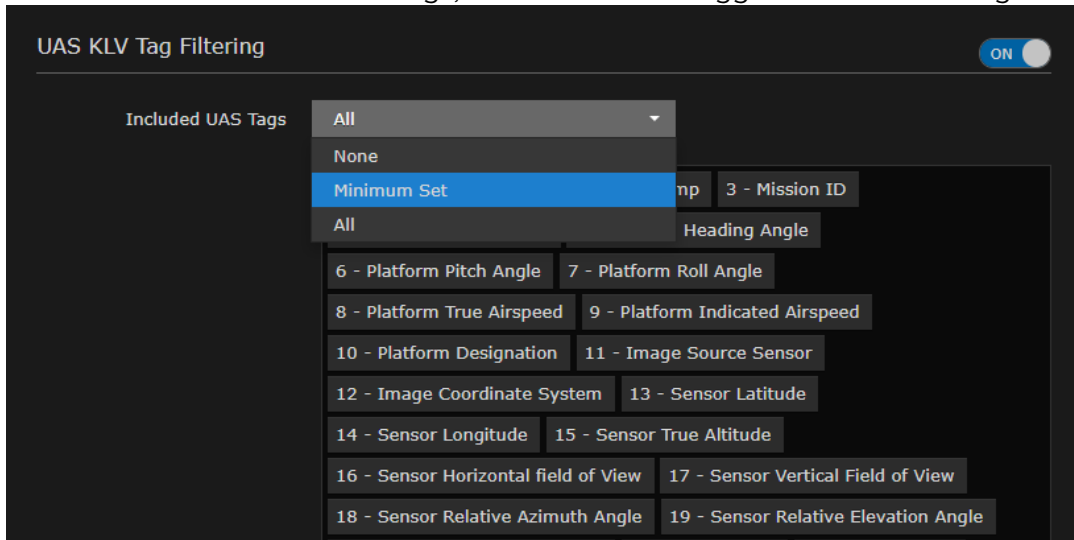 UAS KLV Tag Filtering
ON
Included UAS Tags
All
None
Minimum Set
All
mp 3 - Mission ID
Heading Angle
6 - Platform Pitch Angle 7 - Platform Roll Angle
8 - Platform True Airspeed 9 - Platform Indicated Airspeed
10 - Platform Designation 11 - Image Source Sensor
12 - Image Coordinate System 13 - Sensor Latitude
14 - Sensor Longitude 15 - Sensor True Altitude
16 - Sensor Horizontal field of View 17 - Sensor Vertical Field of View
18 - Sensor Relative Azimuth Angle 19 - Sensor Relative Elevation Angle